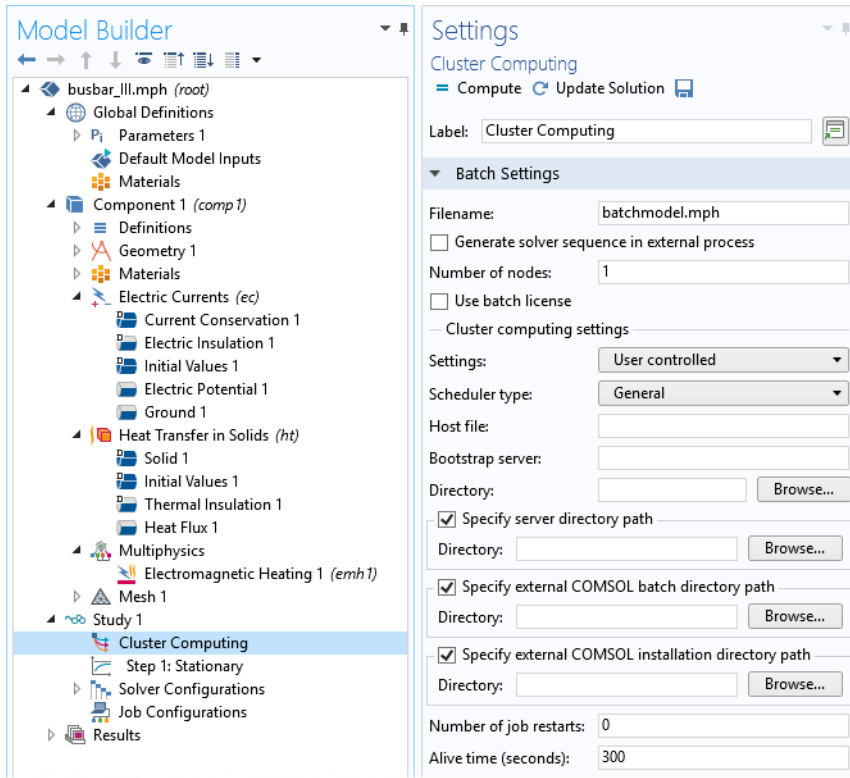 Model Builder
busbar_III.mph (root)
Global Definitions
Pi Parameters 1
Default Model Inputs
Materials
Component 1 (comp1)
Definitions
Geometry 1
Materials
Electric Currents (ec)
Current Conservation 1
Electric Insulation 1
Initial Values 1
Electric Potential 1
Ground 1
Heat Transfer in Solids (ht)
Solid 1
Initial Values 1
Thermal Insulation 1
Heat Flux 1
Multiphysics
Electromagnetic Heating 1 (emh1)
Mesh 1
Study 1
Cluster Computing
Step 1: Stationary
Solver Configurations
Job Configurations
Results
Settings
Cluster Computing
= Compute Update Solution
Label: Cluster Computing
Batch Settings
Filename: batchmodel.mph
Generate solver sequence in external process
Number of nodes: 1
Use batch license
Cluster computing settings
Settings: User controlled
Scheduler type: General
Host file:
Bootstrap server:
Directory: Browse...
Specify server directory path
Directory: Browse...
Specify external COMSOL batch directory path
Directory: Browse...
Specify external COMSOL installation directory path
Directory: Browse...
Number of job restarts: 0
Alive time (seconds): 300